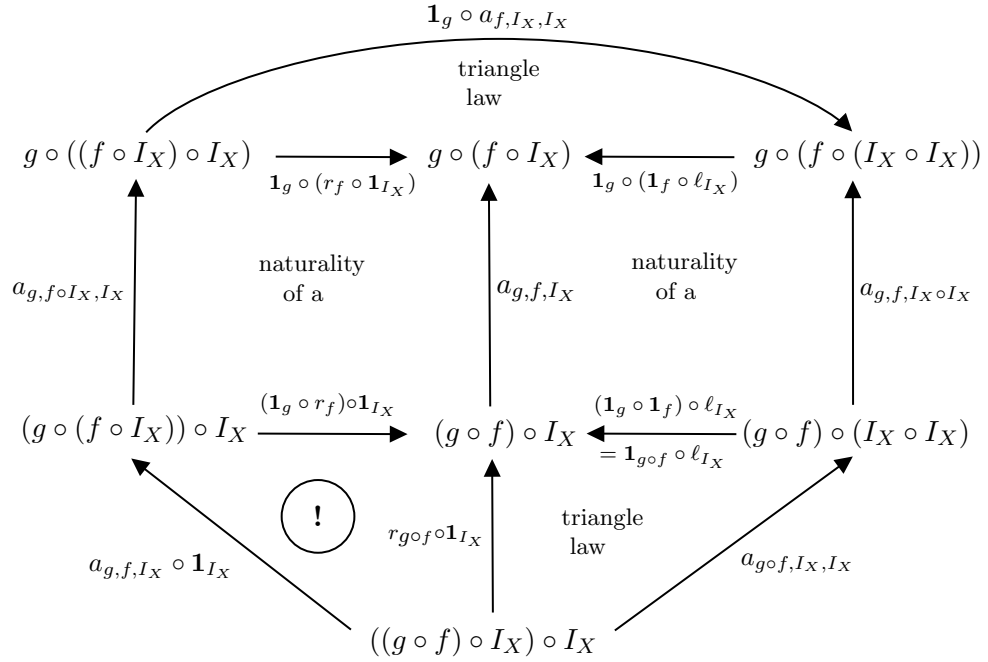 𝟏_g ∘ a_{f,I_X,I_X}
triangle
law
g ∘ ((f ∘ I_X) ∘ I_X)
g ∘ (f ∘ I_X)
g ∘ (f ∘ (I_X ∘ I_X))
𝟏_g ∘ (r_f ∘ 𝟏_{I_X})
𝟏_g ∘ (𝟏_f ∘ ℓ_{I_X})
naturality
of a
naturality
of a
a_{g,f∘I_X,I_X}
a_{g,f,I_X}
a_{g,f,I_X∘I_X}
(𝟏_g ∘ r_f)∘𝟏_{I_X}
(𝟏_g ∘ 𝟏_f) ∘ ℓ_{I_X}
(g ∘ (f ∘ I_X)) ∘ I_X
(g ∘ f) ∘ I_X
(g ∘ f) ∘ (I_X ∘ I_X)
= 𝟏_{g∘f} ∘ ℓ_{I_X}
!
r_{g∘f}∘𝟏_{I_X}
triangle
law
a_{g,f,I_X} ∘ 𝟏_{I_X}
a_{g∘f,I_X,I_X}
((g ∘ f) ∘ I_X) ∘ I_X